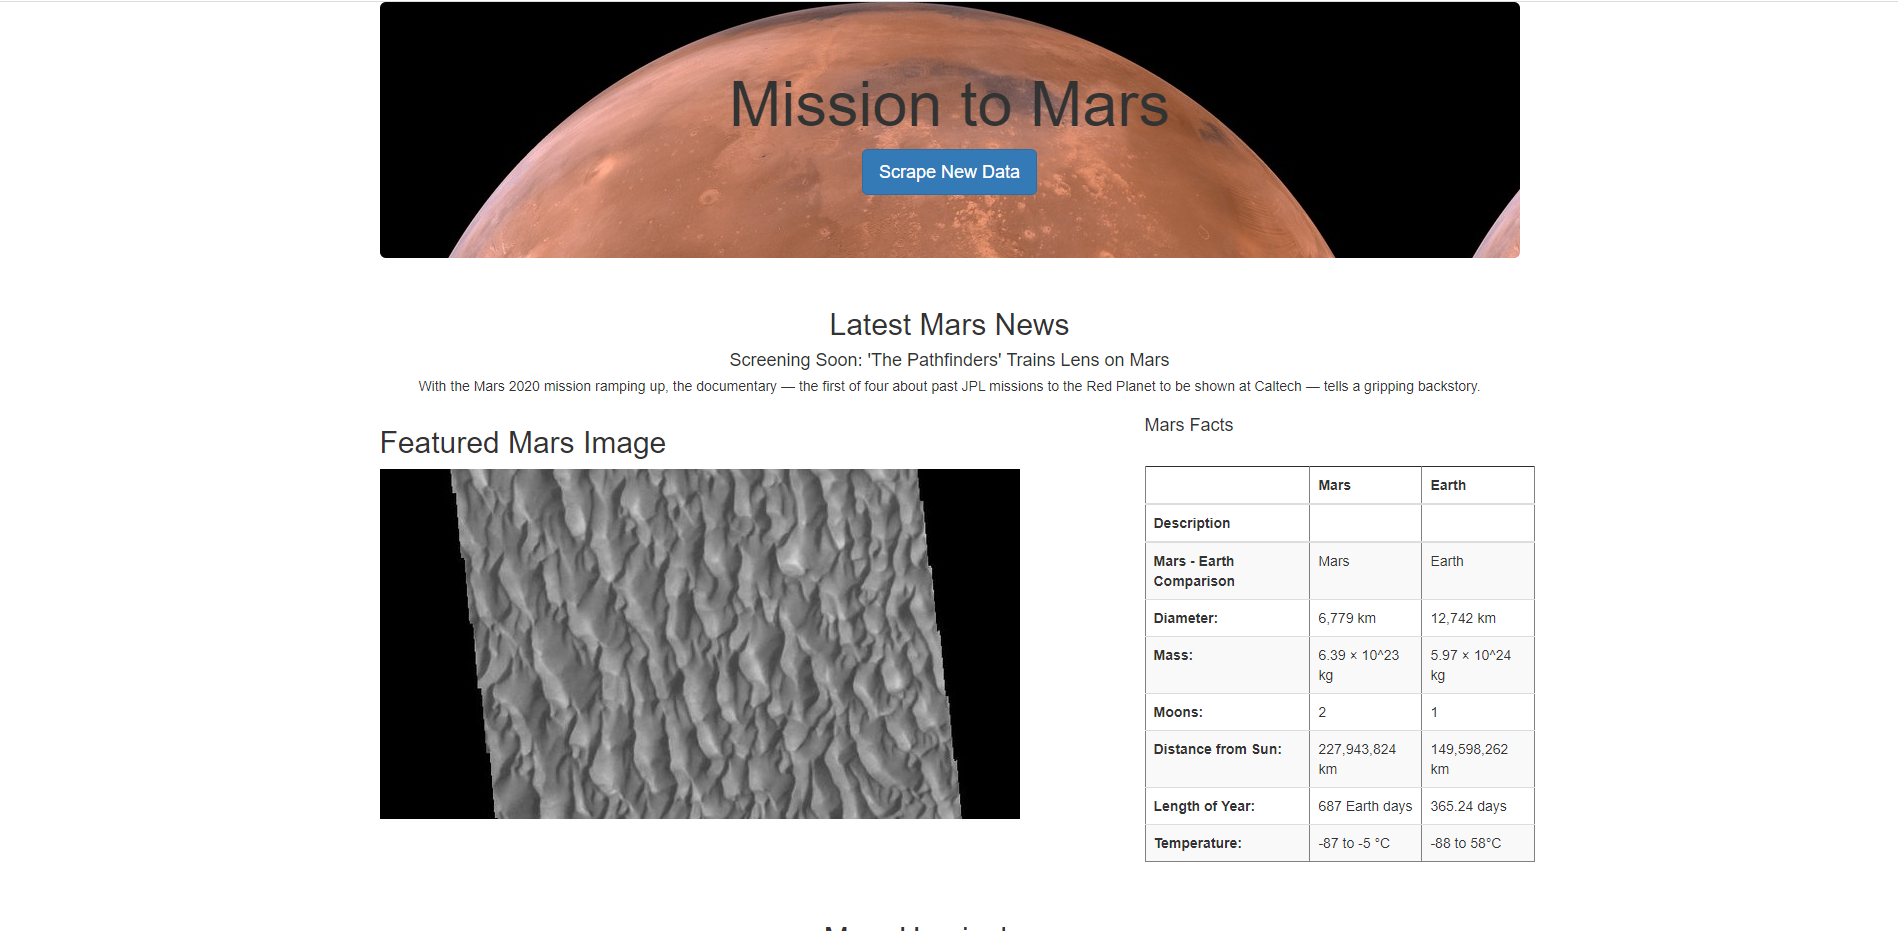 Mission to Mars
Scrape New Data
Latest Mars News
Screening Soon: 'The Pathfinders' Trains Lens on Mars
With the Mars 2020 mission ramping up, the documentary — the first of four about past JPL missions to the Red Planet to be shown at Caltech — tells a gripping backstory.
Featured Mars Image
Mars Facts
Mars Earth
Description
Mars - Earth Mars Earth
Comparison
Diameter: 6,779 km 12,742 km
Mass: 6.39 × 10^23 5.97 × 10^24
kg kg
Moons: 2 1
Distance from Sun: 227,943,824 149,598,262
km km
Length of Year: 687 Earth days 365.24 days
Temperature: -87 to -5 °C -88 to 58°C